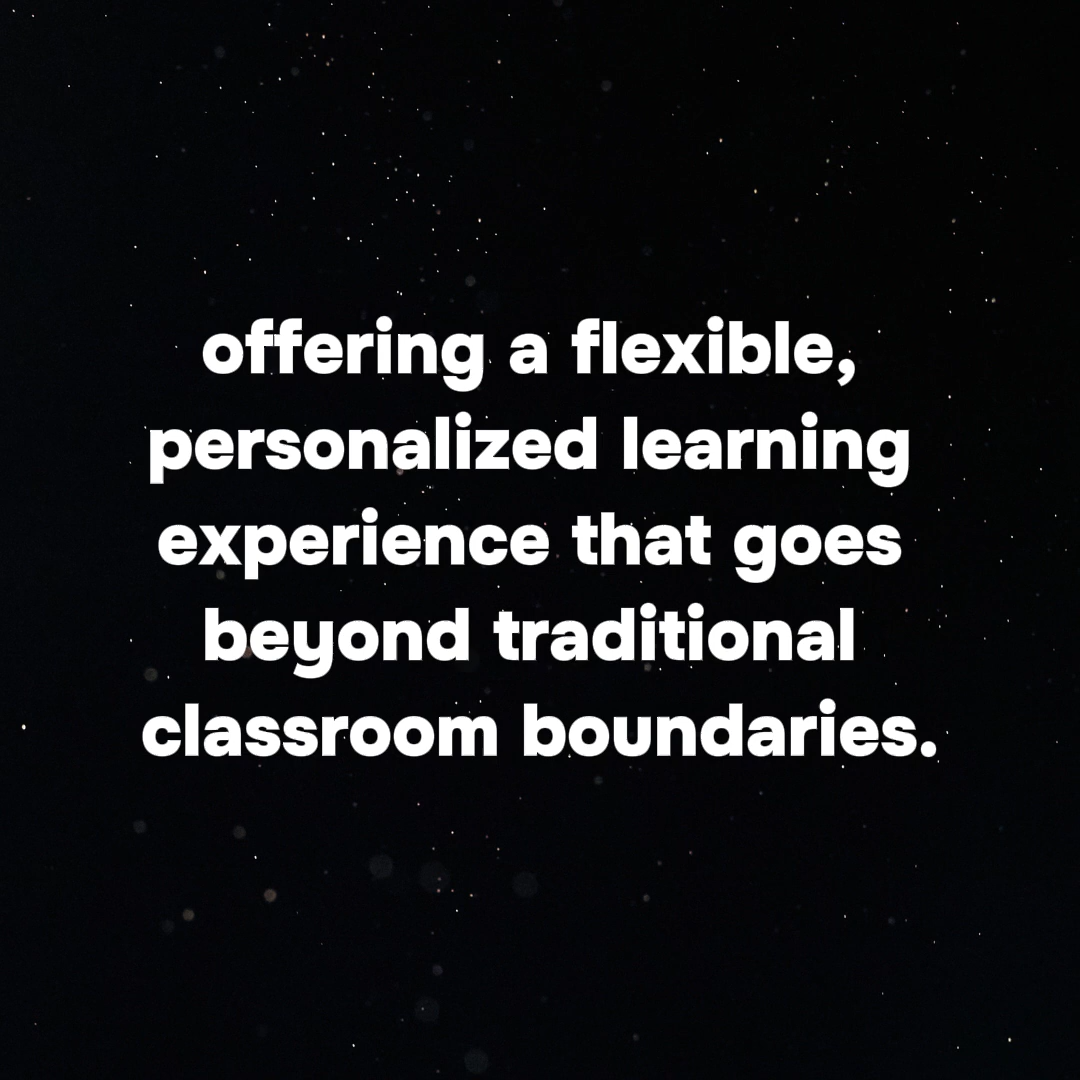 offering a flexible,
personalized learning
experience that goes
beyond traditional
classroom boundaries.